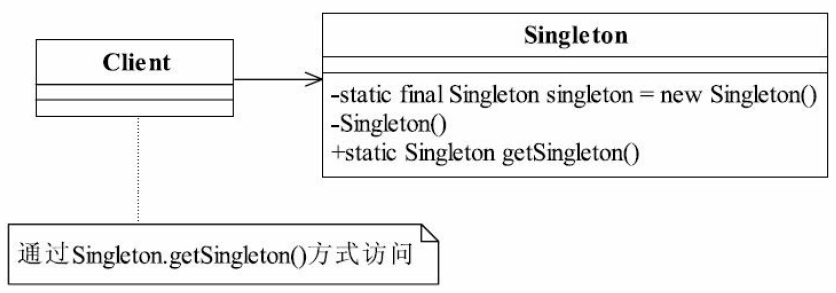 Client
Singleton
-static final Singleton singleton = new Singleton()
-Singleton()
+static Singleton getSingleton()
通过Singleton.getSingleton()方式访问